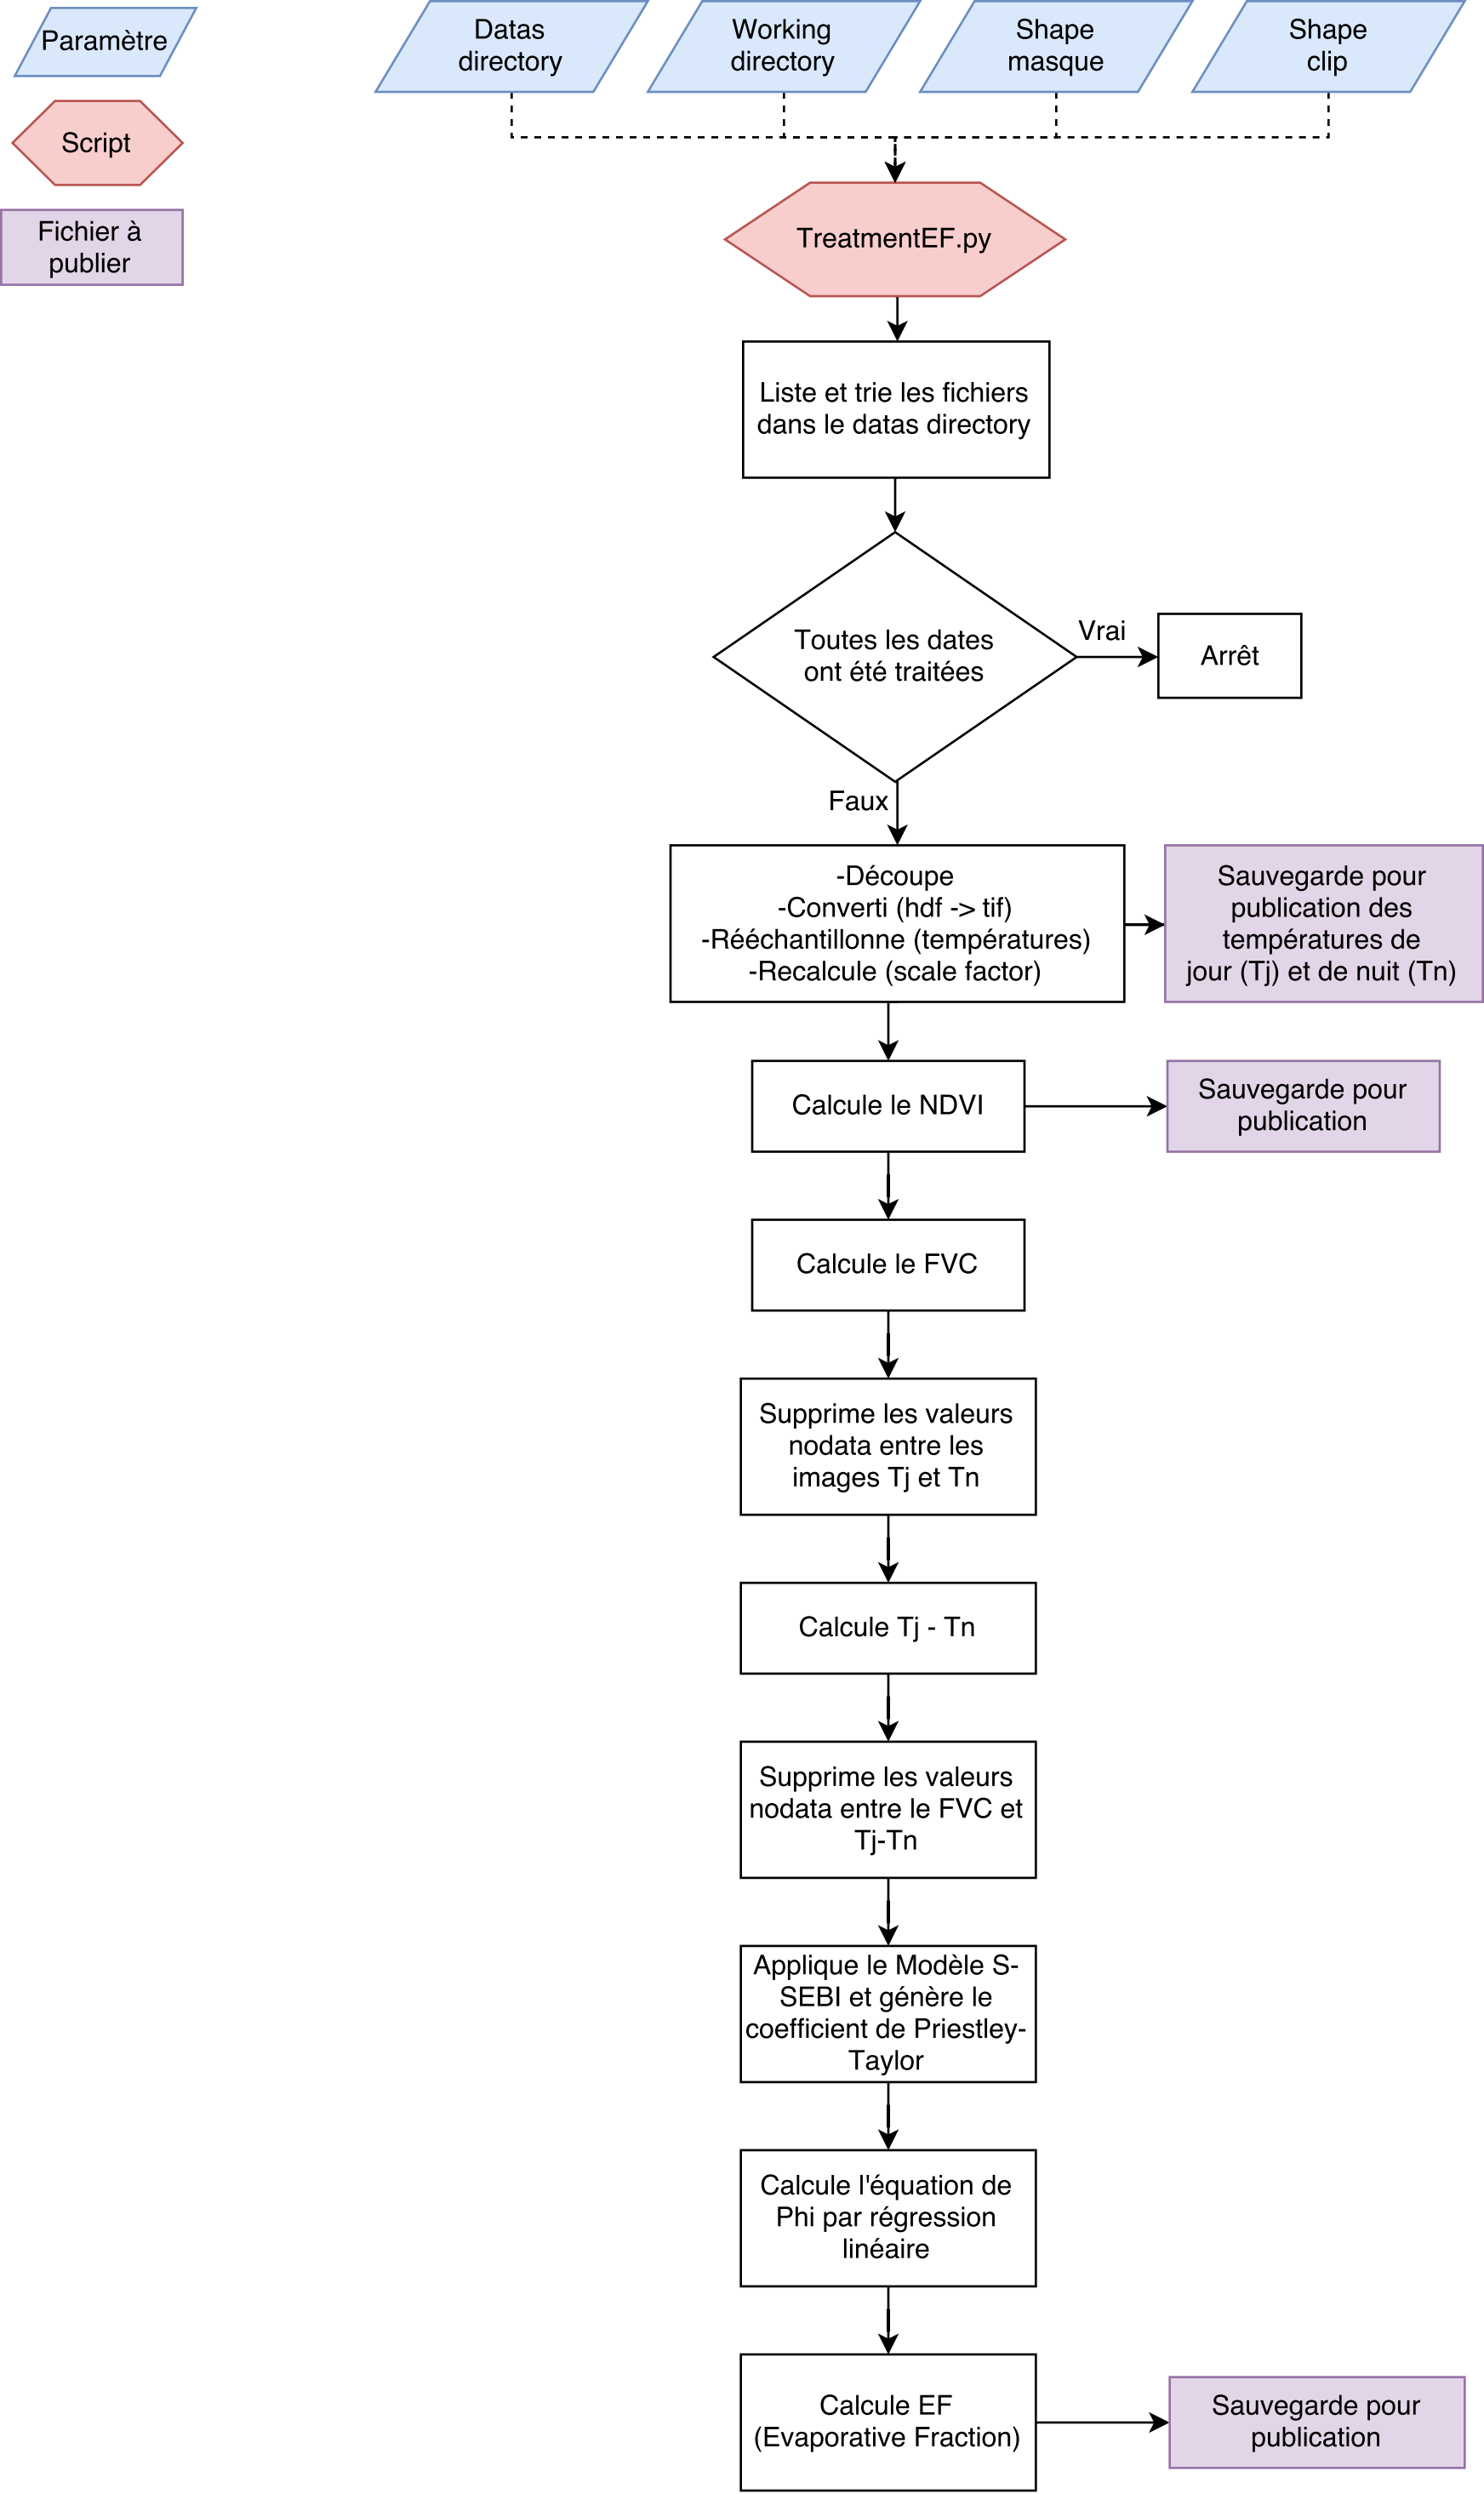 Paramètre
Script
Fichier à
publier
Datas
directory
Working
directory
Shape
masque
Shape
clip
TreatmentEF.py
Liste et trie les fichiers
dans le datas directory
Toutes les dates
ont été traitées
Vrai
Arrêt
Faux
-Découpe
-Converti (hdf -> tif)
-Rééchantillonne (températures)
-Recalcule (scale factor)
Sauvegarde pour
publication des
températures de
jour (Tj) et de nuit (Tn)
Calcule le NDVI
Sauvegarde pour
publication
Calcule le FVC
Supprime les valeurs
nodata entre les
images Tj et Tn
Calcule Tj - Tn
Supprime les valeurs
nodata entre le FVC et
Tj-Tn
Applique le Modèle S-
SEBI et génère le
coefficient de Priestley-
Taylor
Calcule l'équation de
Phi par régression
linéaire
Calcule EF
(Evaporative Fraction)
Sauvegarde pour
publication